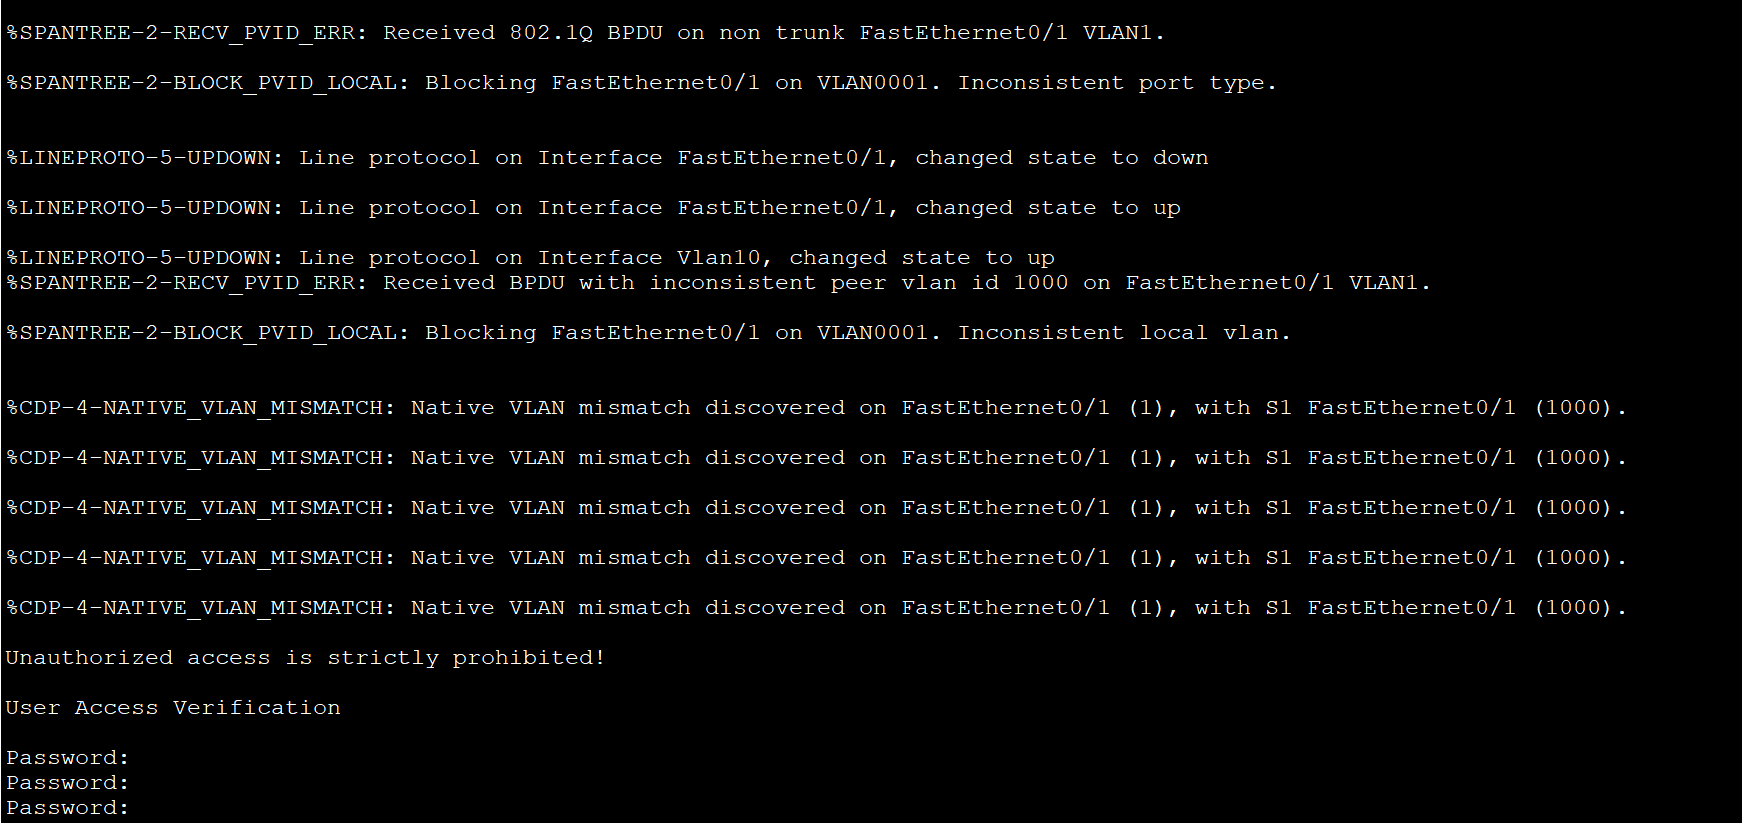 %SPANTREE-2-RECV_PVID_ERR: Received 802.1Q BPDU on non trunk FastEthernet0/1 VLAN1.
%SPANTREE-2-BLOCK_PVID_LOCAL: Blocking FastEthernet0/1 on VLAN0001. Inconsistent port type.
%LINEPROTO-5-UPDOWN: Line protocol on Interface FastEthernet0/1, changed state to down
%LINEPROTO-5-UPDOWN: Line protocol on Interface FastEthernet0/1, changed state to up
%LINEPROTO-5-UPDOWN: Line protocol on Interface Vlan10, changed state to up
%SPANTREE-2-RECV_PVID_ERR: Received BPDU with inconsistent peer vlan id 1000 on FastEthernet0/1 VLAN1.
%SPANTREE-2-BLOCK_PVID_LOCAL: Blocking FastEthernet0/1 on VLAN0001. Inconsistent local vlan.
%CDP-4-NATIVE_VLAN_MISMATCH: Native VLAN mismatch discovered on FastEthernet0/1 (1), with S1 FastEthernet0/1 (1000).
%CDP-4-NATIVE_VLAN_MISMATCH: Native VLAN mismatch discovered on FastEthernet0/1 (1), with S1 FastEthernet0/1 (1000).
%CDP-4-NATIVE_VLAN_MISMATCH: Native VLAN mismatch discovered on FastEthernet0/1 (1), with S1 FastEthernet0/1 (1000).
%CDP-4-NATIVE_VLAN_MISMATCH: Native VLAN mismatch discovered on FastEthernet0/1 (1), with S1 FastEthernet0/1 (1000).
%CDP-4-NATIVE_VLAN_MISMATCH: Native VLAN mismatch discovered on FastEthernet0/1 (1), with S1 FastEthernet0/1 (1000).
Unauthorized access is strictly prohibited!
User Access Verification
Password:
Password:
Password: